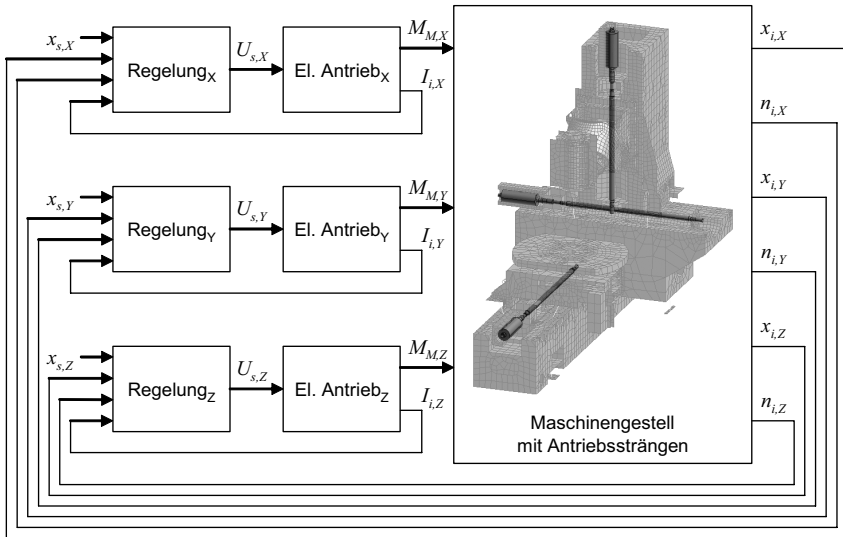 x_{s,X}
Regelung_X
U_{s,X}
El. Antrieb_X
M_{M,X}
I_{i,X}
x_{s,Y}
Regelung_Y
U_{s,Y}
El. Antrieb_Y
M_{M,Y}
I_{i,Y}
x_{s,Z}
Regelung_Z
U_{s,Z}
El. Antrieb_Z
M_{M,Z}
I_{i,Z}
Maschinengestell
mit Antriebssträngen
x_{i,X}
n_{i,X}
x_{i,Y}
n_{i,Y}
x_{i,Z}
n_{i,Z}